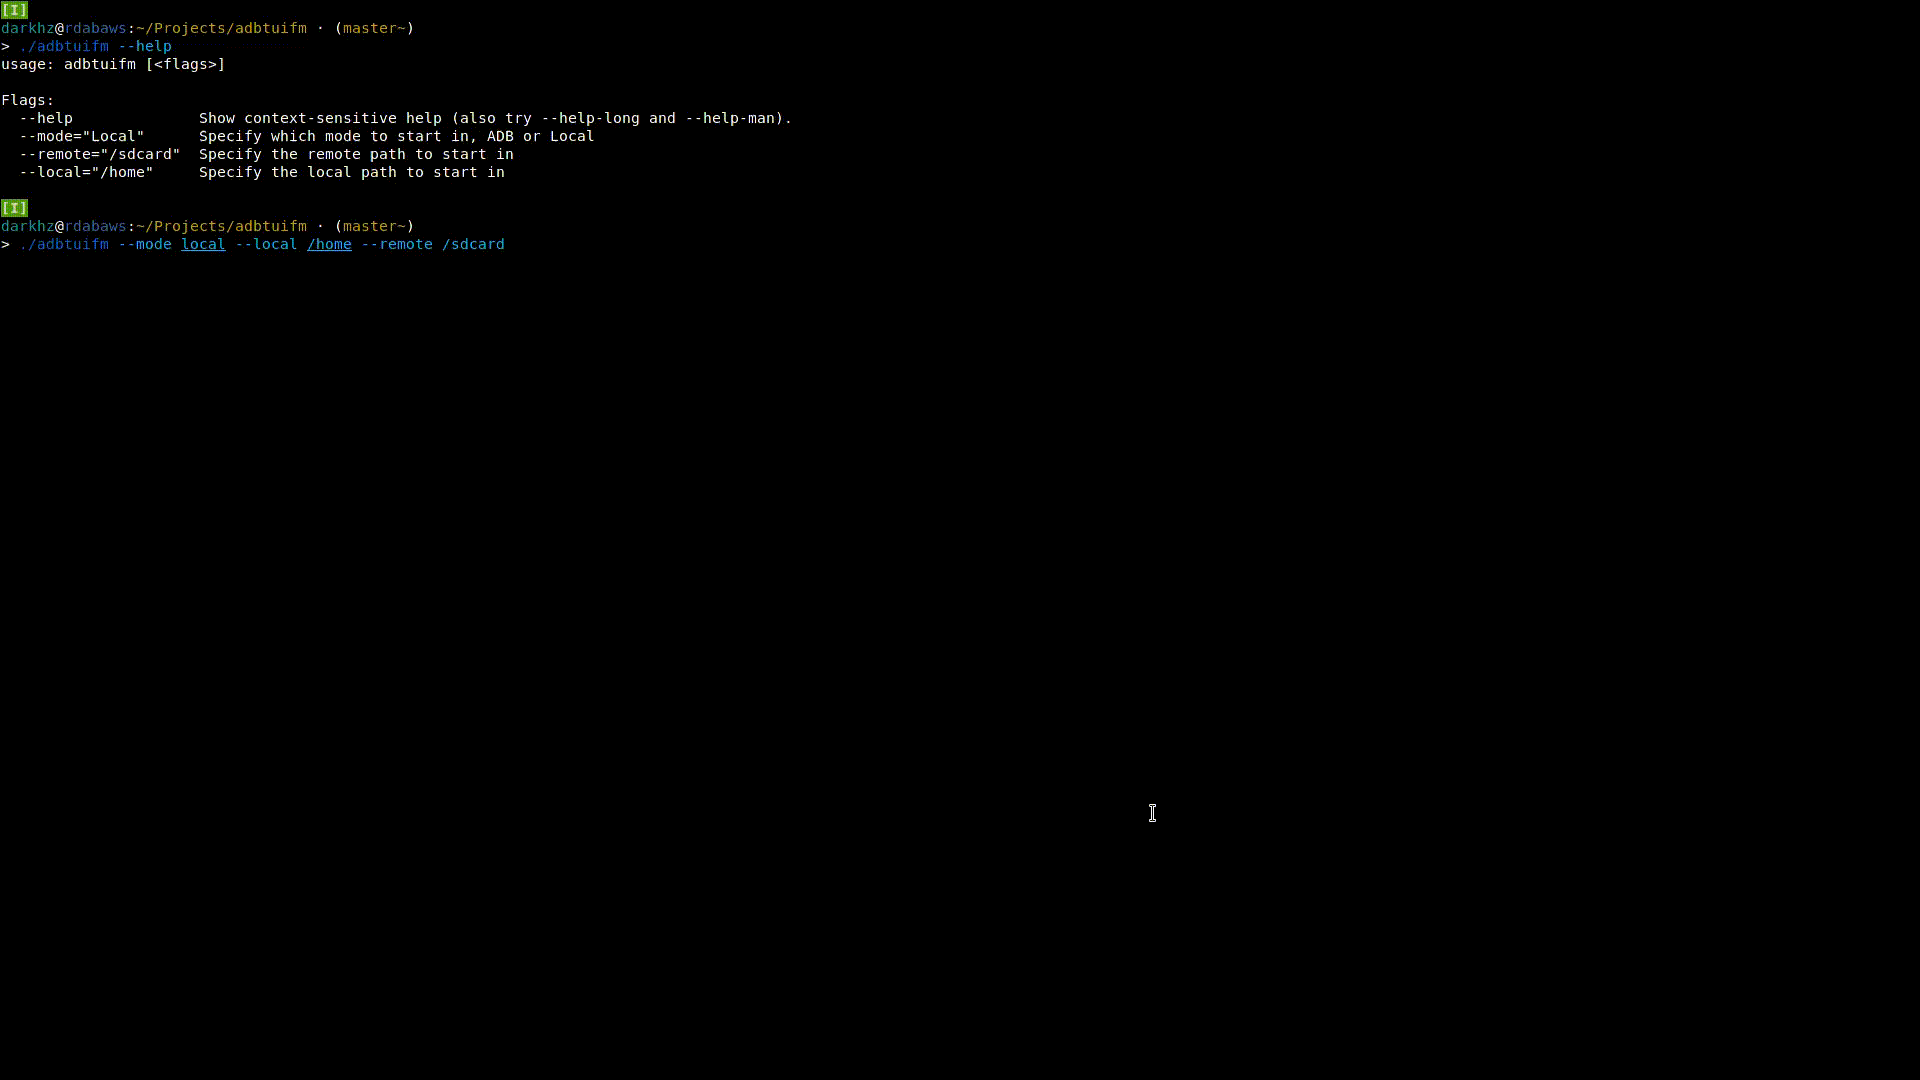 [I]
darkhz@rdabaws:~/Projects/adbtuifm · (master~)
> ./adbtuifm --help
usage: adbtuifm [<flags>]
Flags:
--help Show context-sensitive help (also try --help-long and --help-man).
--mode="Local" Specify which mode to start in, ADB or Local
--remote="/sdcard" Specify the remote path to start in
--local="/home" Specify the local path to start in
[I]
darkhz@rdabaws:~/Projects/adbtuifm · (master~)
> ./adbtuifm --mode local --local /home --remote /sdcard